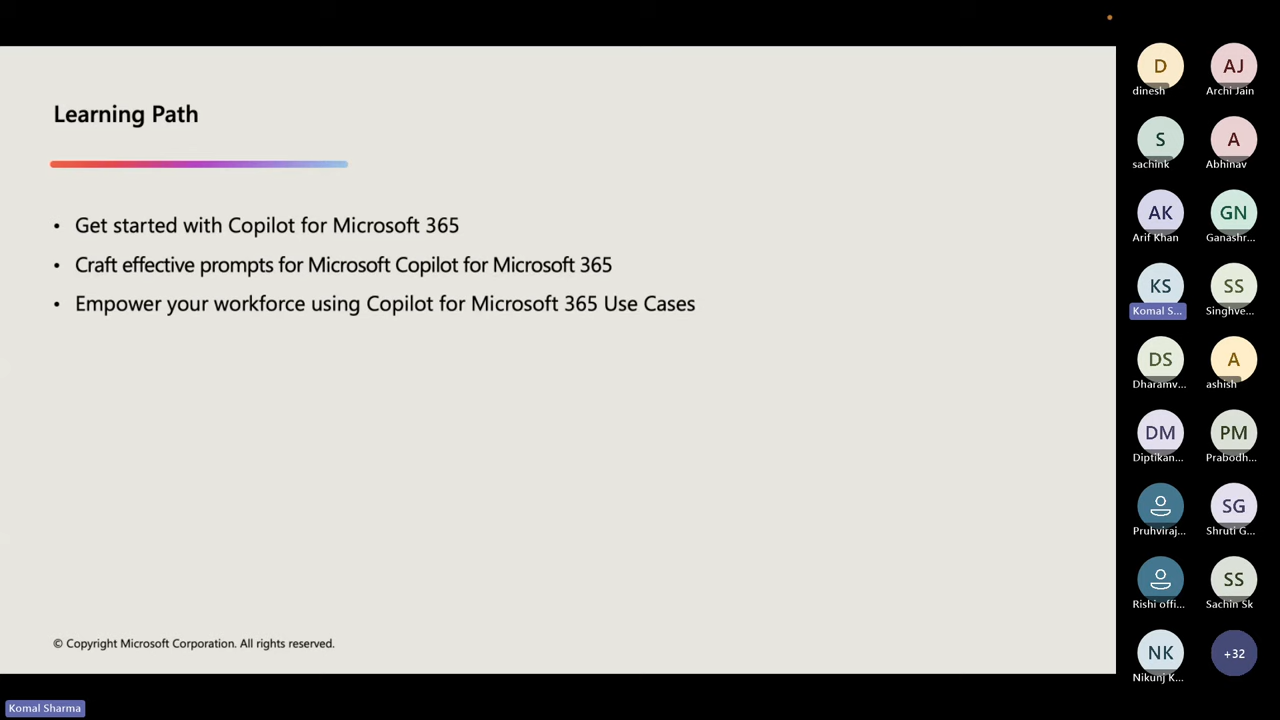 Learning Path
• Get started with Copilot for Microsoft 365
• Craft effective prompts for Microsoft Copilot for Microsoft 365
• Empower your workforce using Copilot for Microsoft 365 Use Cases
© Copyright Microsoft Corporation. All rights reserved.
Komal Sharma
D AJ
dinesh Archi Jain
S A
sachink Abhinav
AK GN
Arif Khan Ganashr...
KS SS
Komal S... Singhve...
DS A
Dharamv... ashish
DM PM
Diptikan... Prabodh...
SG
Pruhviraj... Shruti G...
SS
Rishi offi... Sachin Sk
NK +32
Nikunj K...